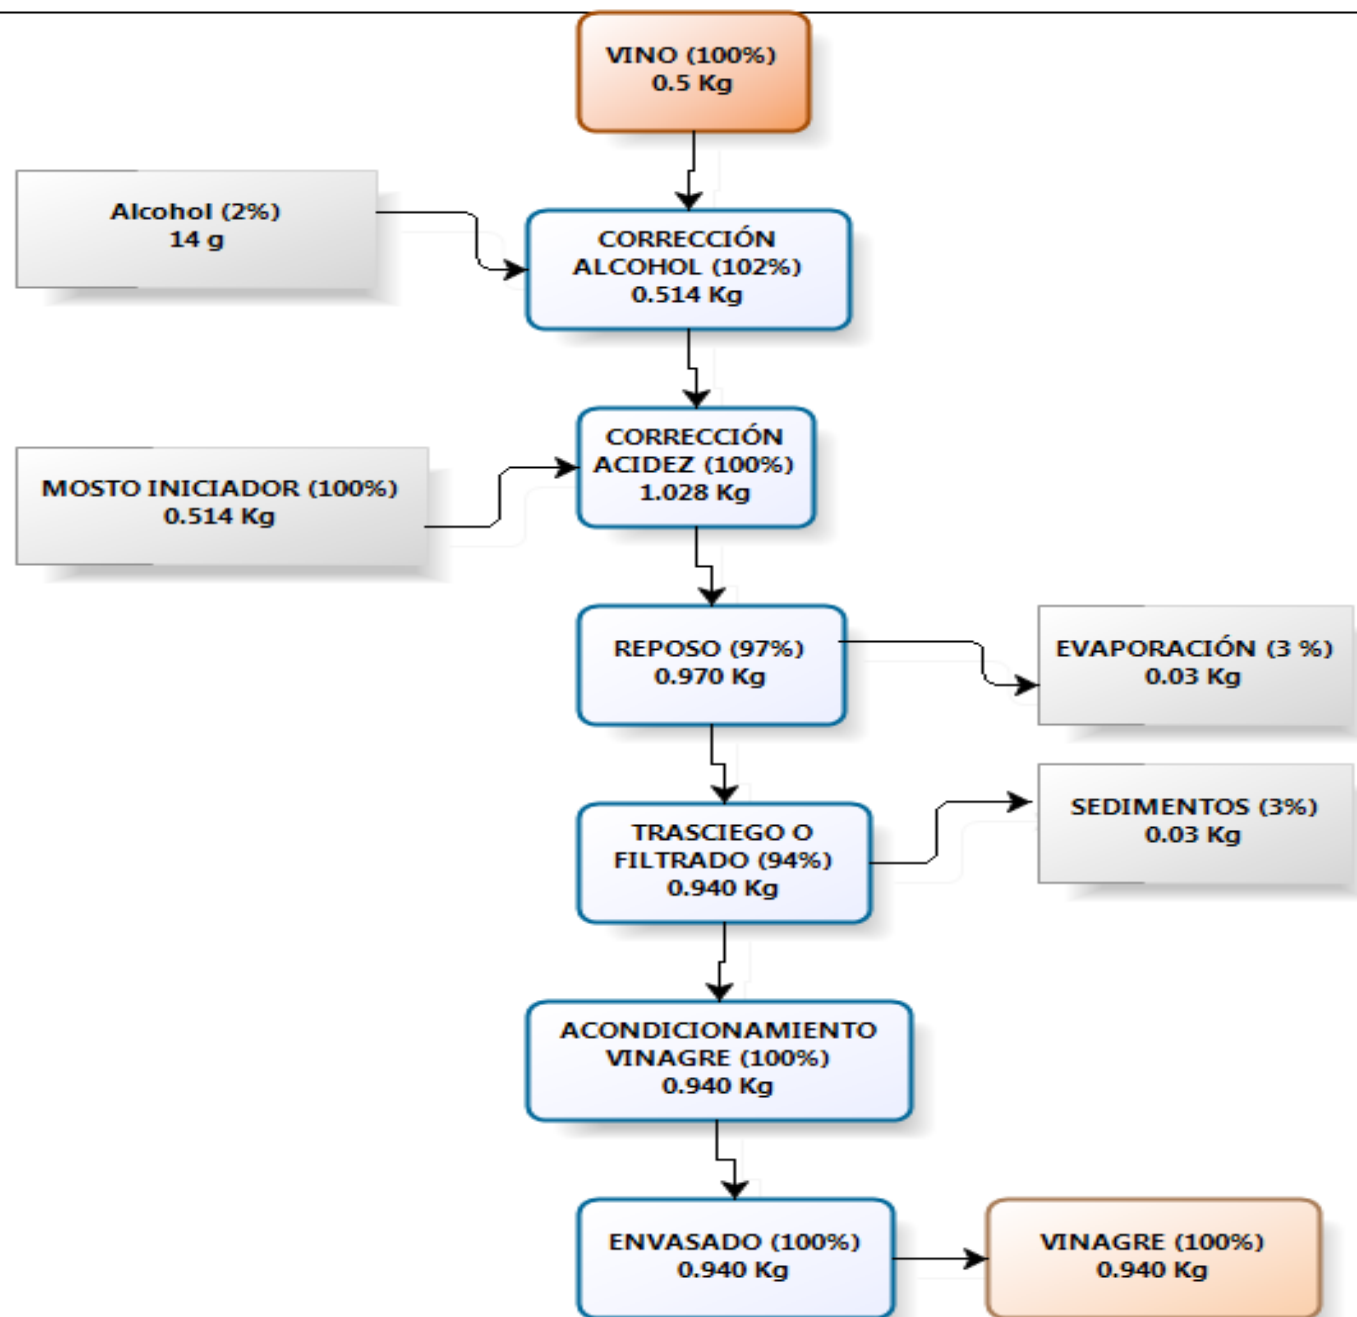 VINO (100%)
0.5 Kg
Alcohol (2%)
14 g
CORRECCIÓN
ALCOHOL (102%)
0.514 Kg
CORRECCIÓN
ACIDEZ (100%)
1.028 Kg
MOSTO INICIADOR (100%)
0.514 Kg
REPOSO (97%)
0.970 Kg
EVAPORACIÓN (3 %)
0.03 Kg
TRASCIEGO O
FILTRADO (94%)
0.940 Kg
SEDIMENTOS (3%)
0.03 Kg
ACONDICIONAMIENTO
VINAGRE (100%)
0.940 Kg
ENVASADO (100%)
0.940 Kg
VINAGRE (100%)
0.940 Kg